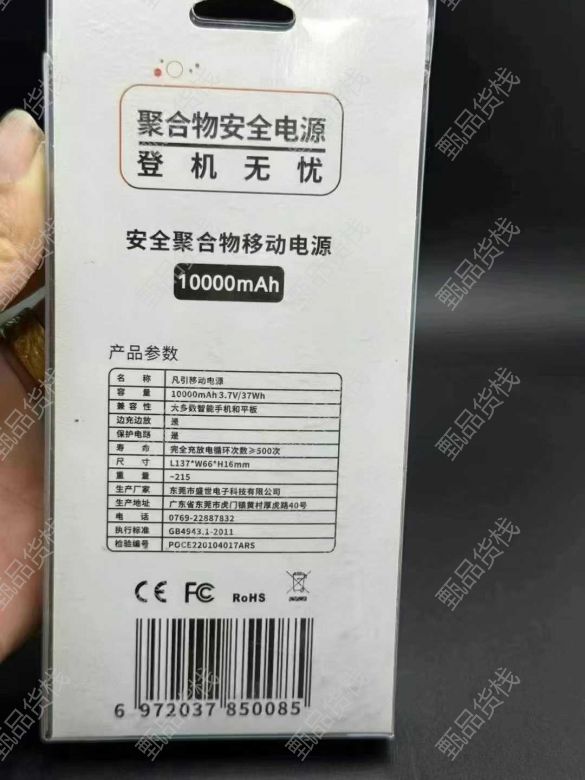 聚合物安全电源
登机无忧
安全聚合物移动电源
10000mAh
产品参数
名 称 凡引移动电源
容 量 10000mAh 3.7V/37Wh
兼 容 性 大多数智能手机和平板
边充边放 是
保护电路 是
寿 命 完全充放电循环次数≥500次
尺 寸 L137*W66*H16mm
重 量 ~215
生产厂家 东莞市盛世电子科技有限公司
生产地址 广东省东莞市虎门镇黄村厚虎路40号
电 话 0769-22887832
执行标准 GB4943.1-2011
检验编号 POCE220104017ARS
CE FC RoHS
6 972037 850085
甄品货栈